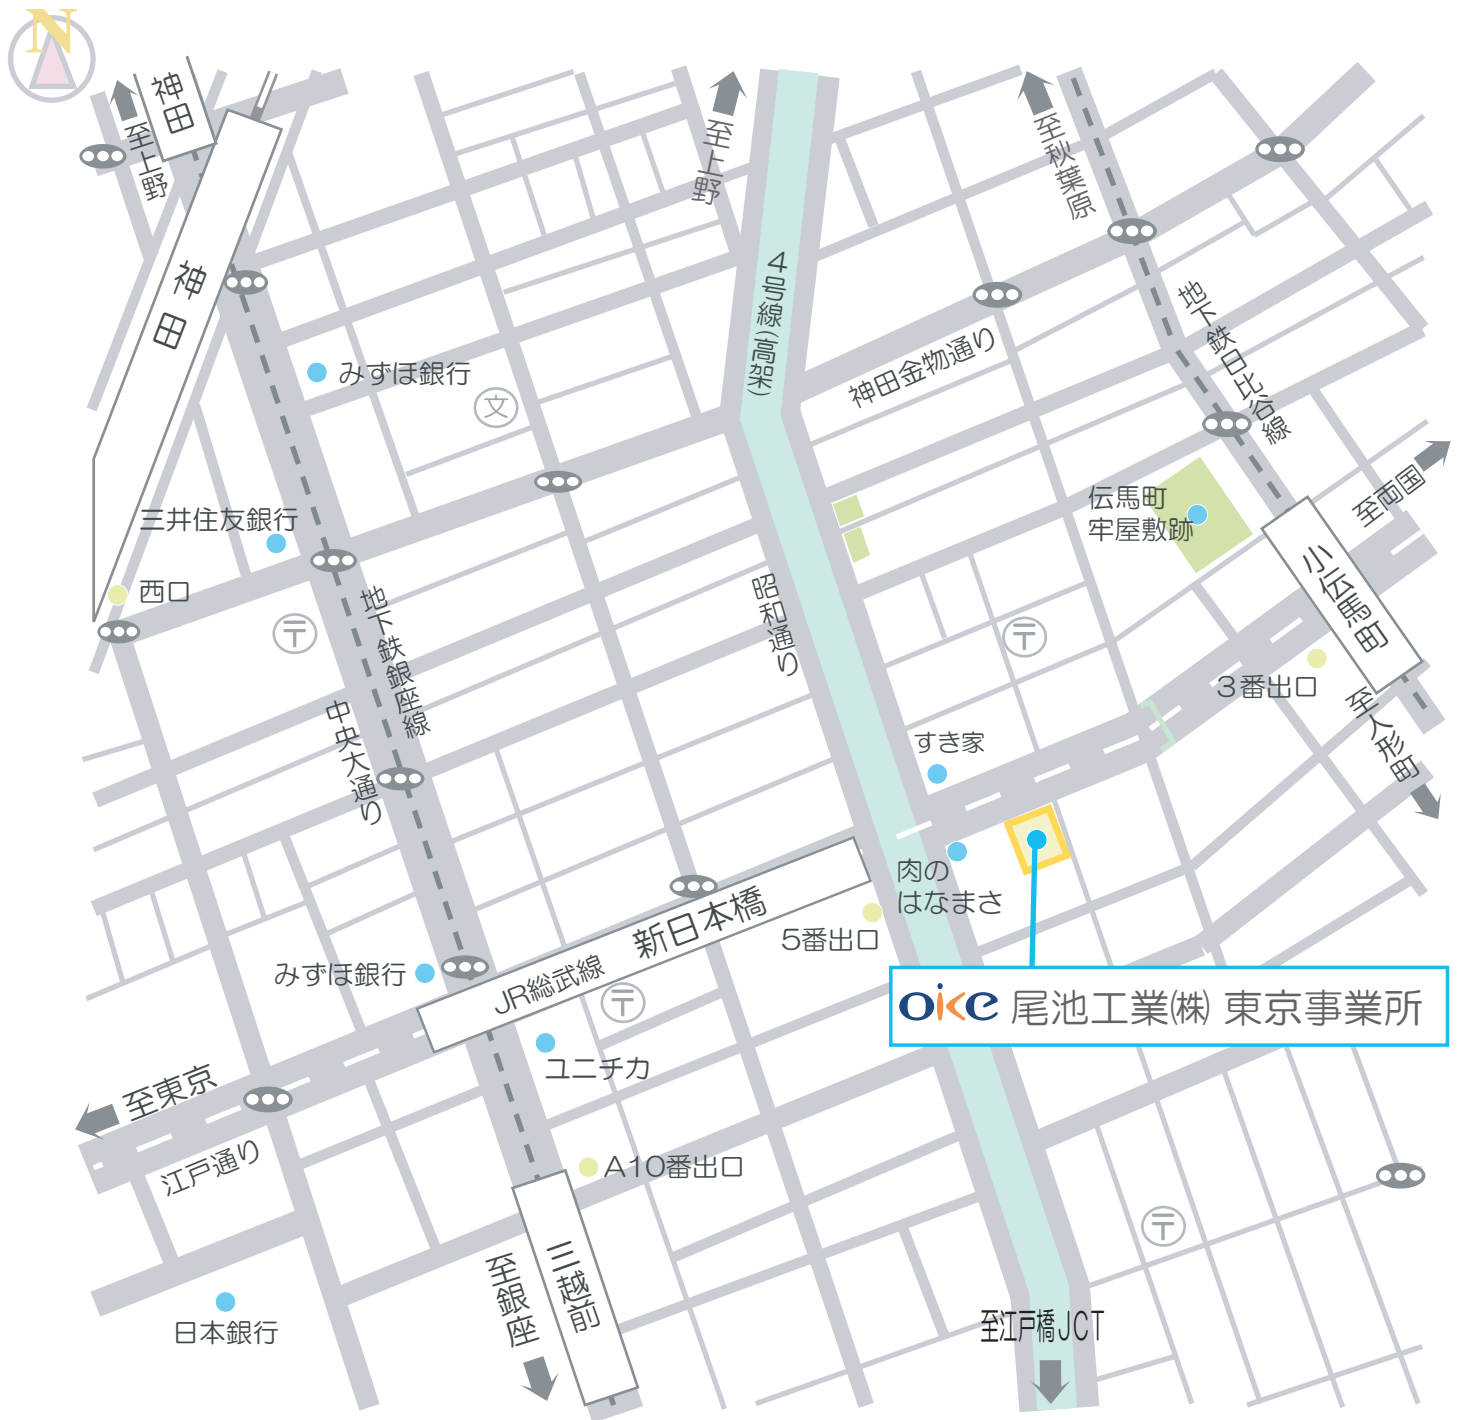 N
神田
至上野
至上野
至秋葉原
神田
4号線(高架)
地下鉄日比谷線
神田金物通り
みずほ銀行
文
至両国
伝馬町
牢屋敷跡
三井住友銀行
小伝馬町
西口
〒
地下鉄銀座線
昭和通り
〒
3番出口
至人形町
中央大通り
すき家
肉の
はなまさ
新日本橋
JR総武線
5番出口
みずほ銀行
〒
oike 尾池工業㈱ 東京事業所
ユニチカ
至東京
江戸通り
A10番出口
〒
三越前
至銀座
日本銀行
至江戸橋JCT